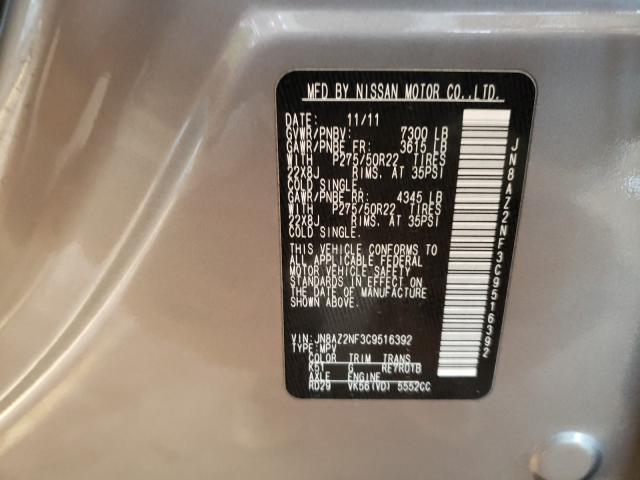 MFD BY NISSAN MOTOR CO.,LTD.
DATE: 11/11
GVWR/PNBV: 7300 LB
GAWR/PNBE FR: 3615 LB
WITH P275/50R22 TIRES
22X8J RIMS. AT 35PSI
COLD SINGLE.
GAWR/PNBE RR: 4345 LB
WITH P275/50R22 TIRES
22X8J RIMS. AT 35PSI
COLD SINGLE.
THIS VEHICLE CONFORMS TO
ALL APPLICABLE FEDERAL
MOTOR VEHICLE SAFETY
STANDARDS IN EFFECT ON
THE DATE OF MANUFACTURE
SHOWN ABOVE.
VIN:JN8AZ2NF3C9516392
TYPE:MPV
COLOR TRIM TRANS
K51 G RE7R01B
AXLE ENGINE
RD29 VK56(VD) 5552CC
JN8AZ2NF3C9516392